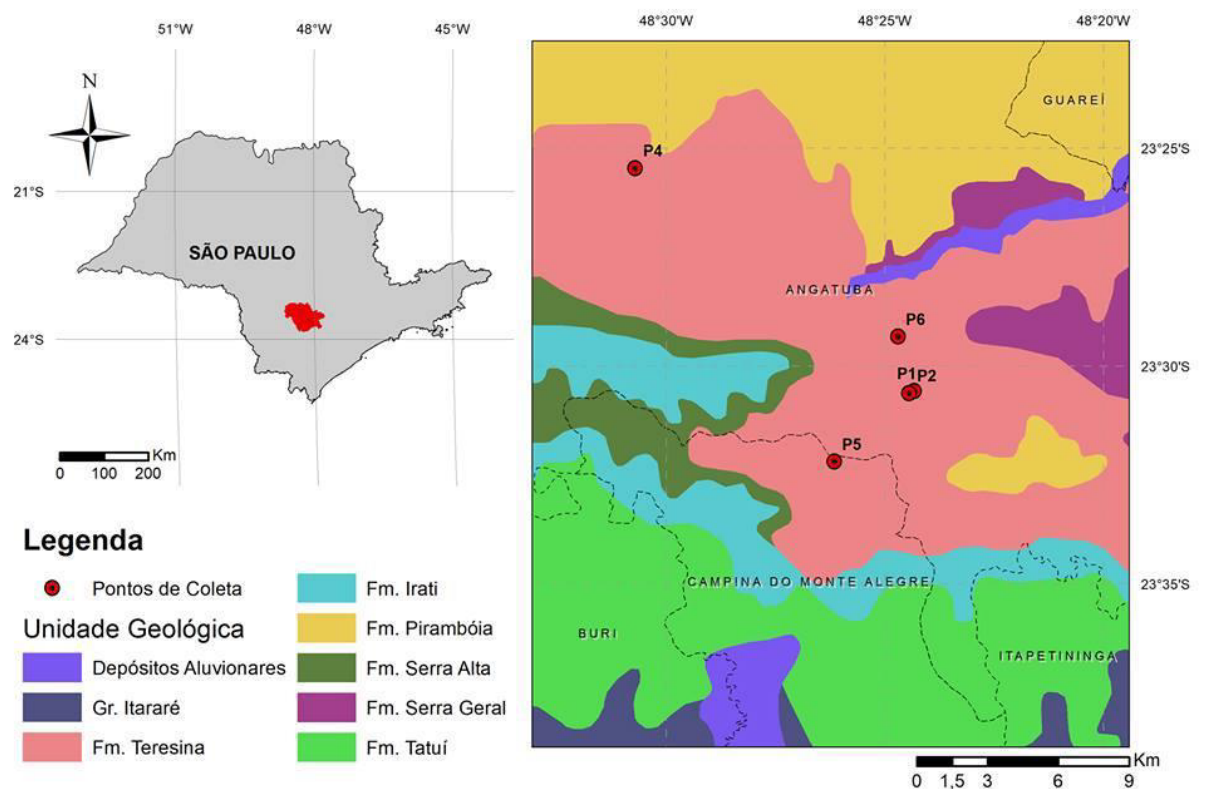 51°W 48°W 45°W
N
21°S
SÃO PAULO
24°S
Km
0 100 200
48°30'W 48°25'W 48°20'W
GUAREÍ
23°25'S
P4
ANGATUBA
P6
23°30'S
P1 P2
P5
23°35'S
CAMPINA DO MONTE ALEGRE
BURI
ITAPETININGA
Km
0 1,5 3 6 9
Legenda
Pontos de Coleta
Unidade Geológica
Depósitos Aluvionares
Gr. Itararé
Fm. Teresina
Fm. Irati
Fm. Pirambóia
Fm. Serra Alta
Fm. Serra Geral
Fm. Tatuí